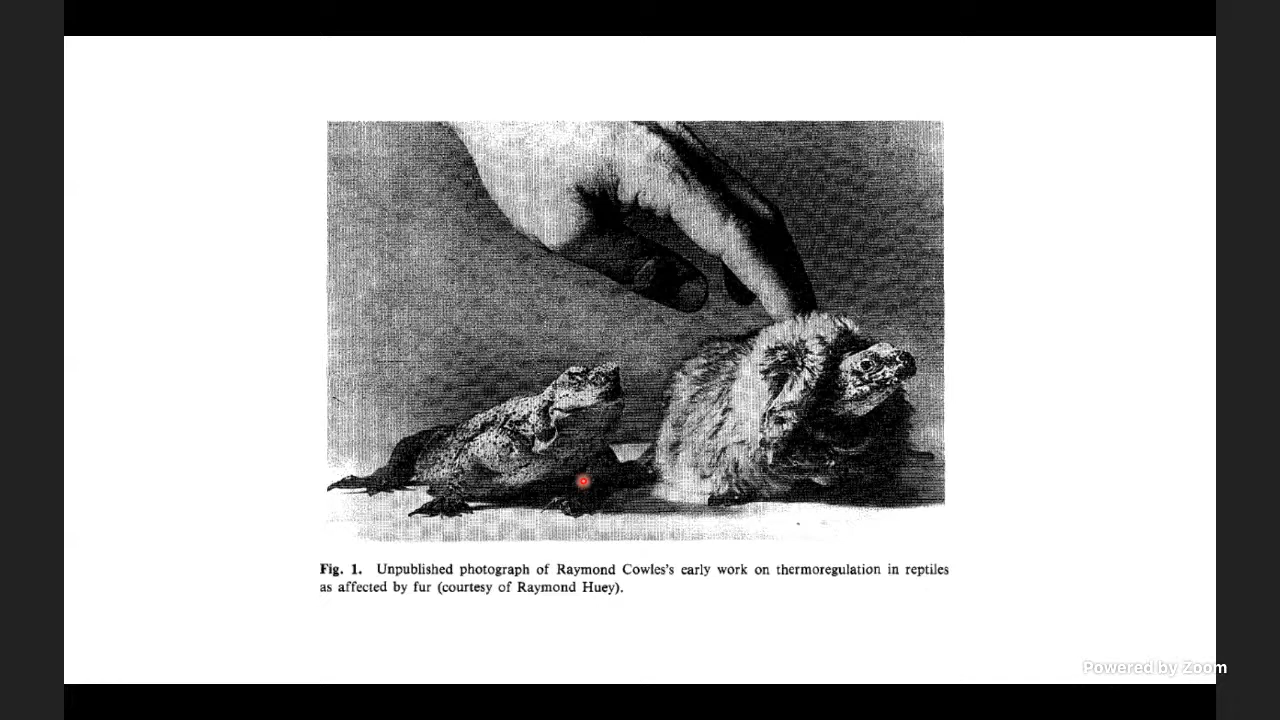 Fig. 1. Unpublished photograph of Raymond Cowles's early work on thermoregulation in reptiles
as affected by fur (courtesy of Raymond Huey).
Powered by Zoom